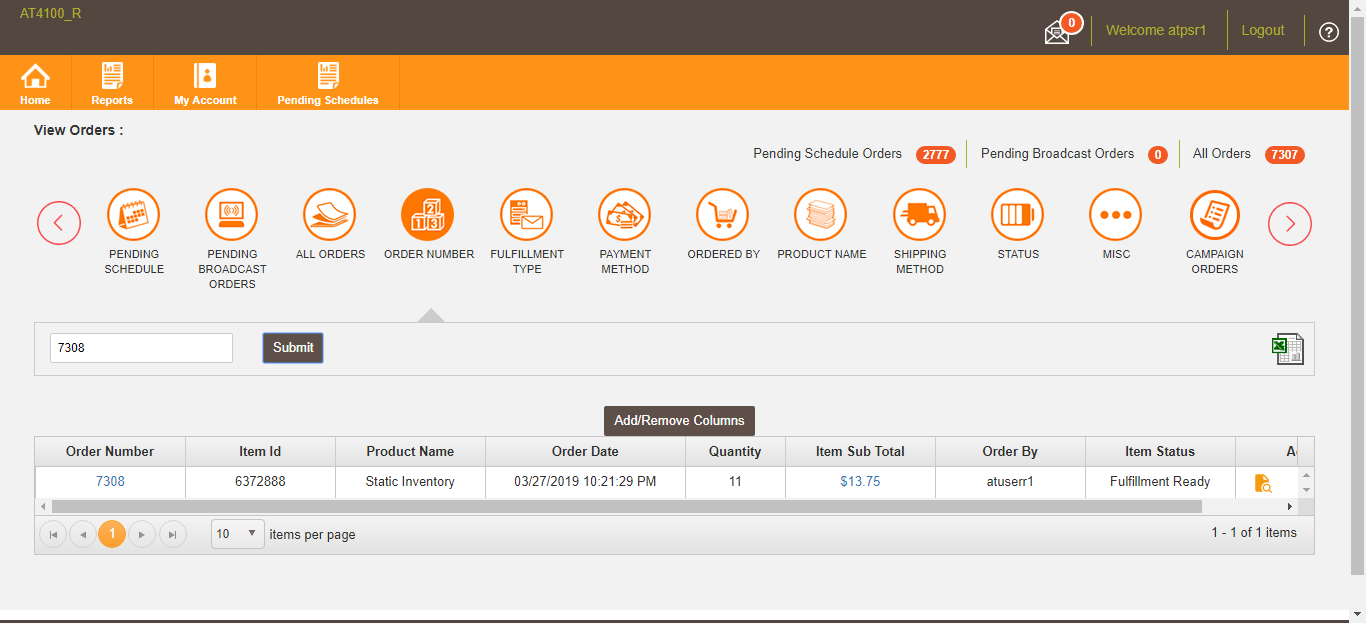 AT4100_R
0
Welcome atpsr1
Logout
?
Home
Reports
My Account
Pending Schedules
View Orders :
Pending Schedule Orders 2777
Pending Broadcast Orders 0
All Orders 7307
PENDING
SCHEDULE
PENDING
BROADCAST
ORDERS
ALL ORDERS
2
1 3
ORDER NUMBER
FULFILLMENT
TYPE
PAYMENT
METHOD
ORDERED BY
PRODUCT NAME
SHIPPING
METHOD
STATUS
MISC
CAMPAIGN
ORDERS
7308
Submit
Add/Remove Columns
Order Number Item Id Product Name Order Date Quantity Item Sub Total Order By Item Status A
7308 6372888 Static Inventory 03/27/2019 10:21:29 PM 11 $13.75 atuserr1 Fulfillment Ready
1
10
items per page
1 - 1 of 1 items